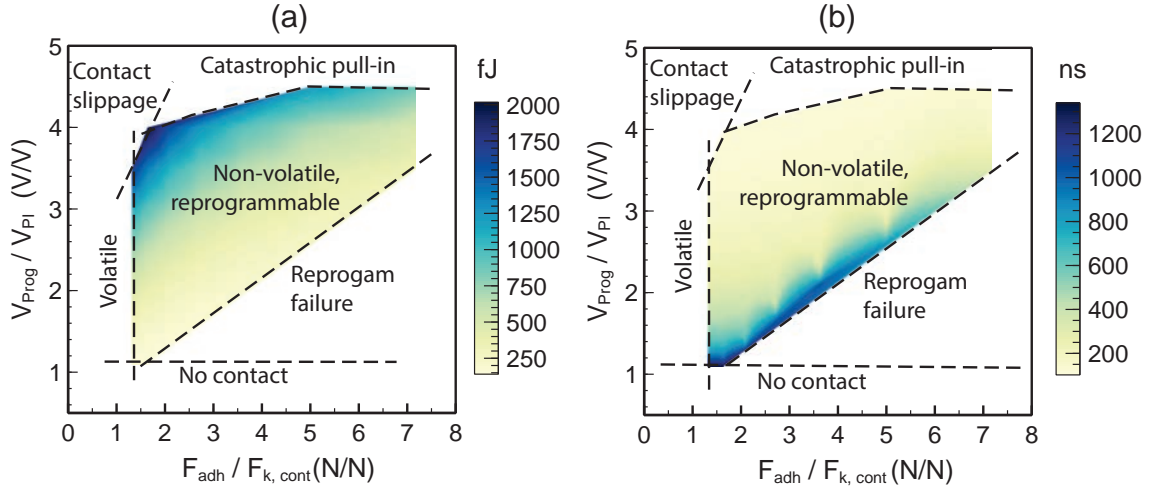 (a)
5
4
3
2
1
V_Prog / V_PI (V/V)
0 1 2 3 4 5 6 7 8
F_adh / F_k, cont (N/N)
Contact
slippage
Catastrophic pull-in
Non-volatile,
reprogrammable
Volatile
Reprogam
failure
No contact
fJ
2000
1750
1500
1250
1000
750
500
250
(b)
5
4
3
2
1
V_Prog / V_PI (V/V)
0 1 2 3 4 5 6 7 8
F_adh / F_k, cont (N/N)
Contact
slippage
Catastrophic pull-in
Non-volatile,
reprogrammable
Volatile
Reprogam
failure
No contact
ns
1200
1000
800
600
400
200